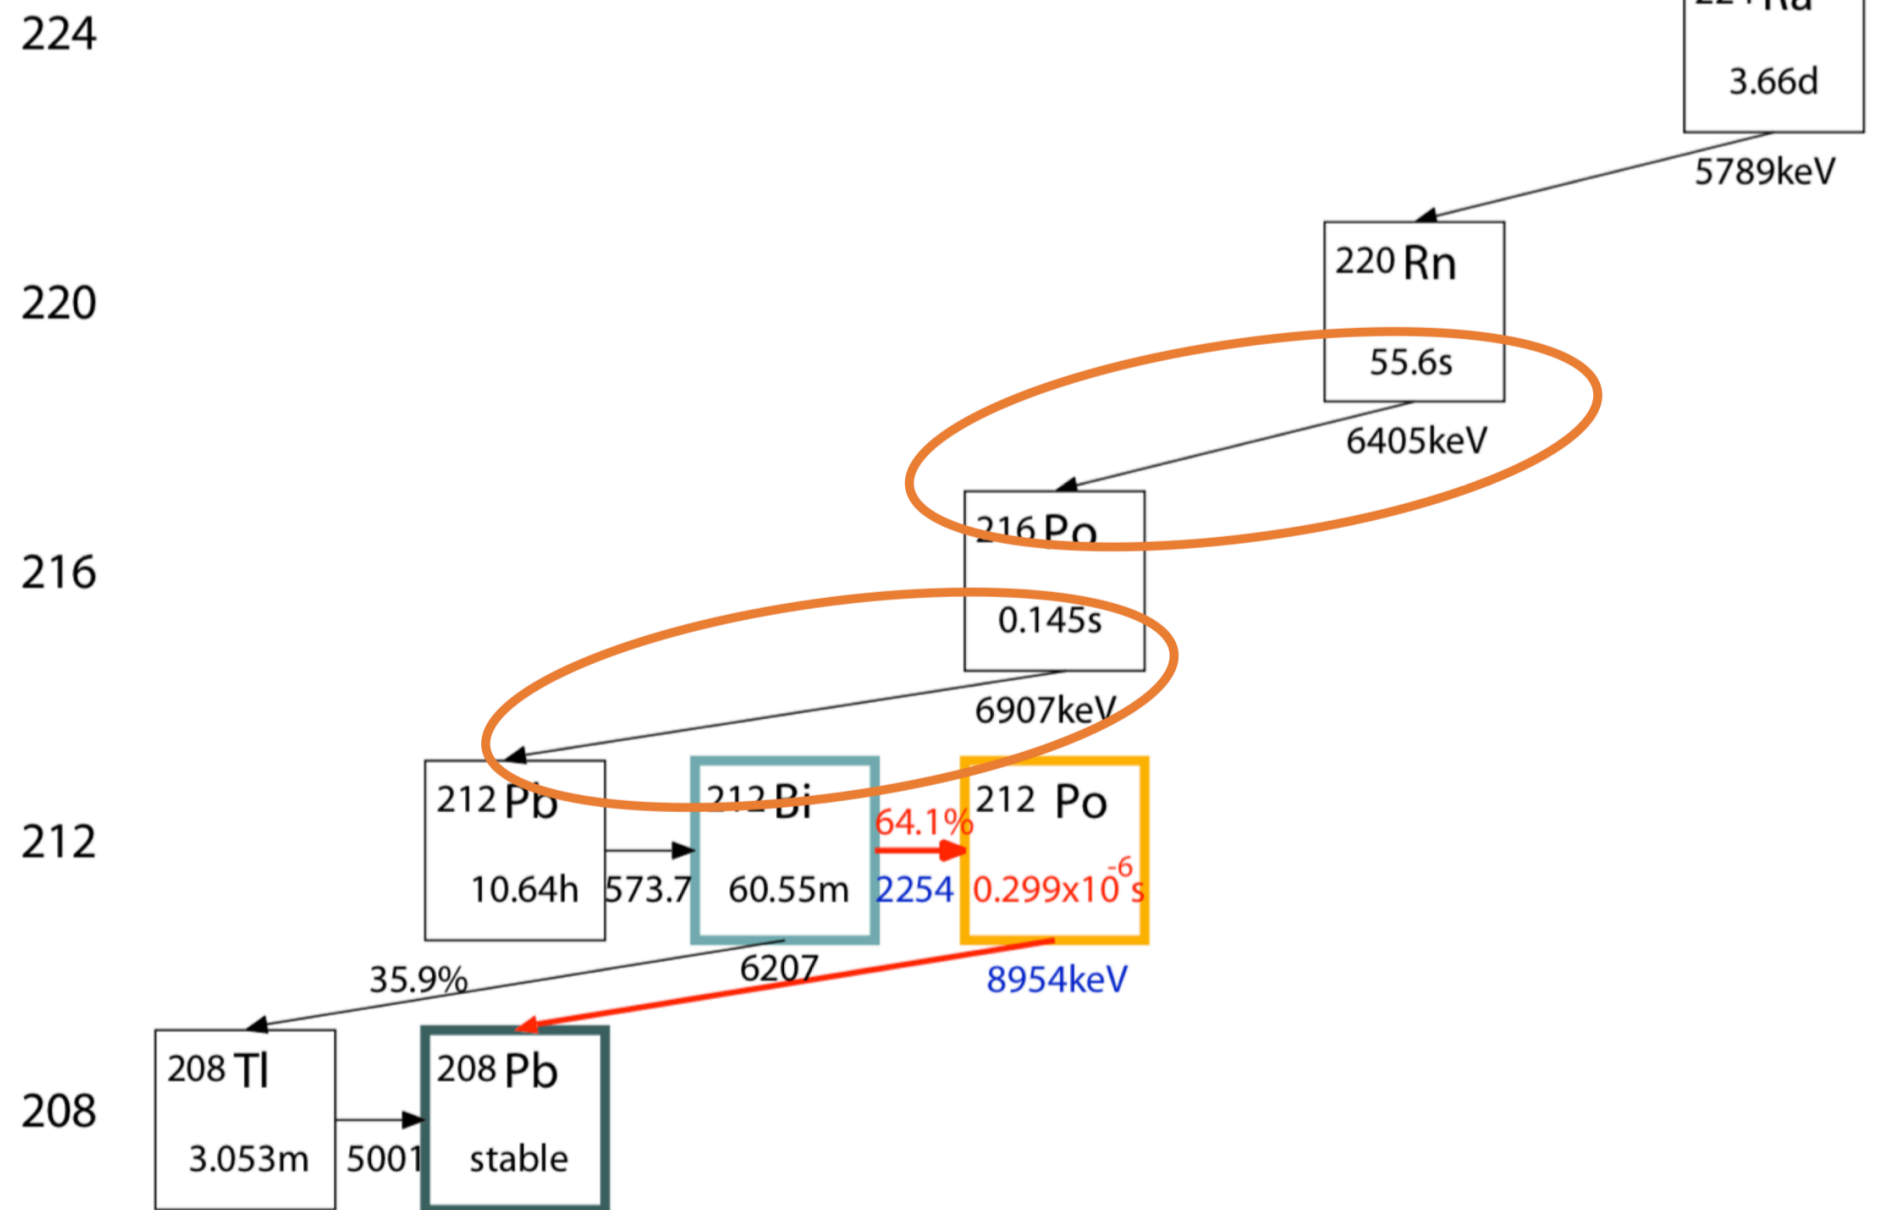 224
224 Ra
3.66d
5789keV
220
220 Rn
55.6s
6405keV
216
216 Po
0.145s
6907keV
212
212 Pb
10.64h
573.7
212 Bi
60.55m
64.1%
2254
212 Po
0.299x10-6s
35.9%
6207
8954keV
208
208 Tl
3.053m
5001
208 Pb
stable